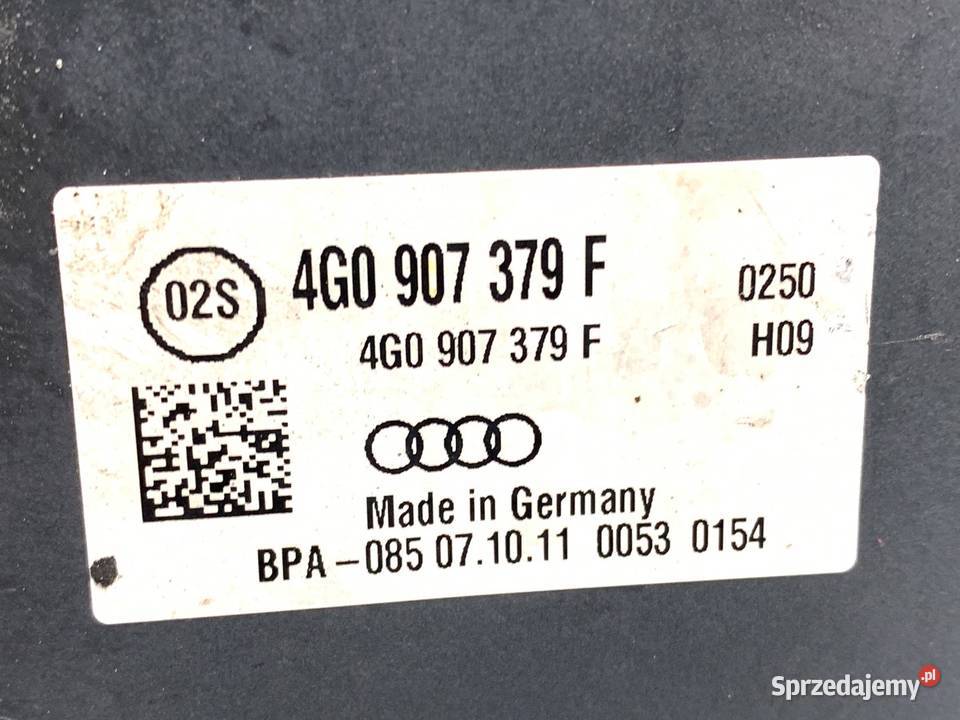 02S 4G0 907 379 F 0250
4G0 907 379 F H09
Made in Germany
BPA-085 07.10.11 0053 0154
Sprzedajemy.pl